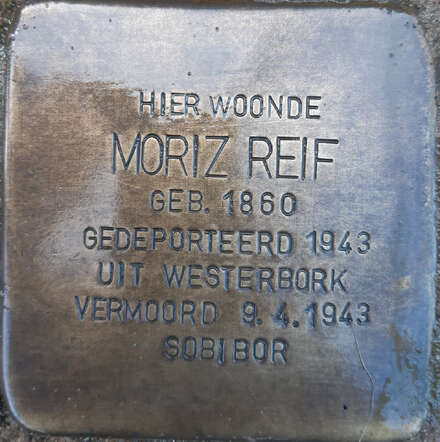 HIER WOONDE
MORIZ REIF
GEB. 1860
GEDEPORTEERD 1943
UIT WESTERBORK
VERMOORD 9.4.1943
SOBIBOR